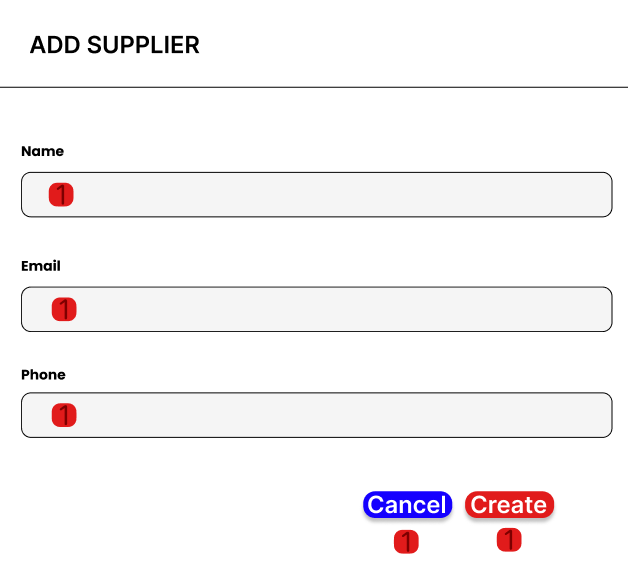 ADD SUPPLIER
Name
1
Email
1
Phone
1
Cancel Create
1 1